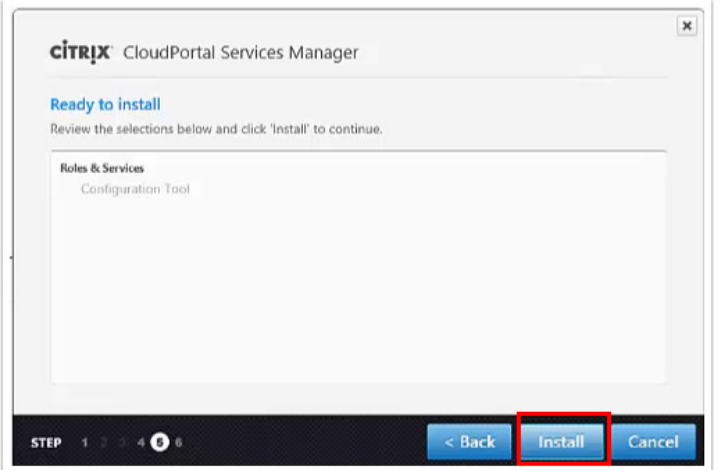 CiTRIX CloudPortal Services Manager
Ready to install
Review the selections below and click 'Install' to continue.
Roles & Services
Configuration Tool
STEP 1 2 3 4 5 6 < Back Install Cancel